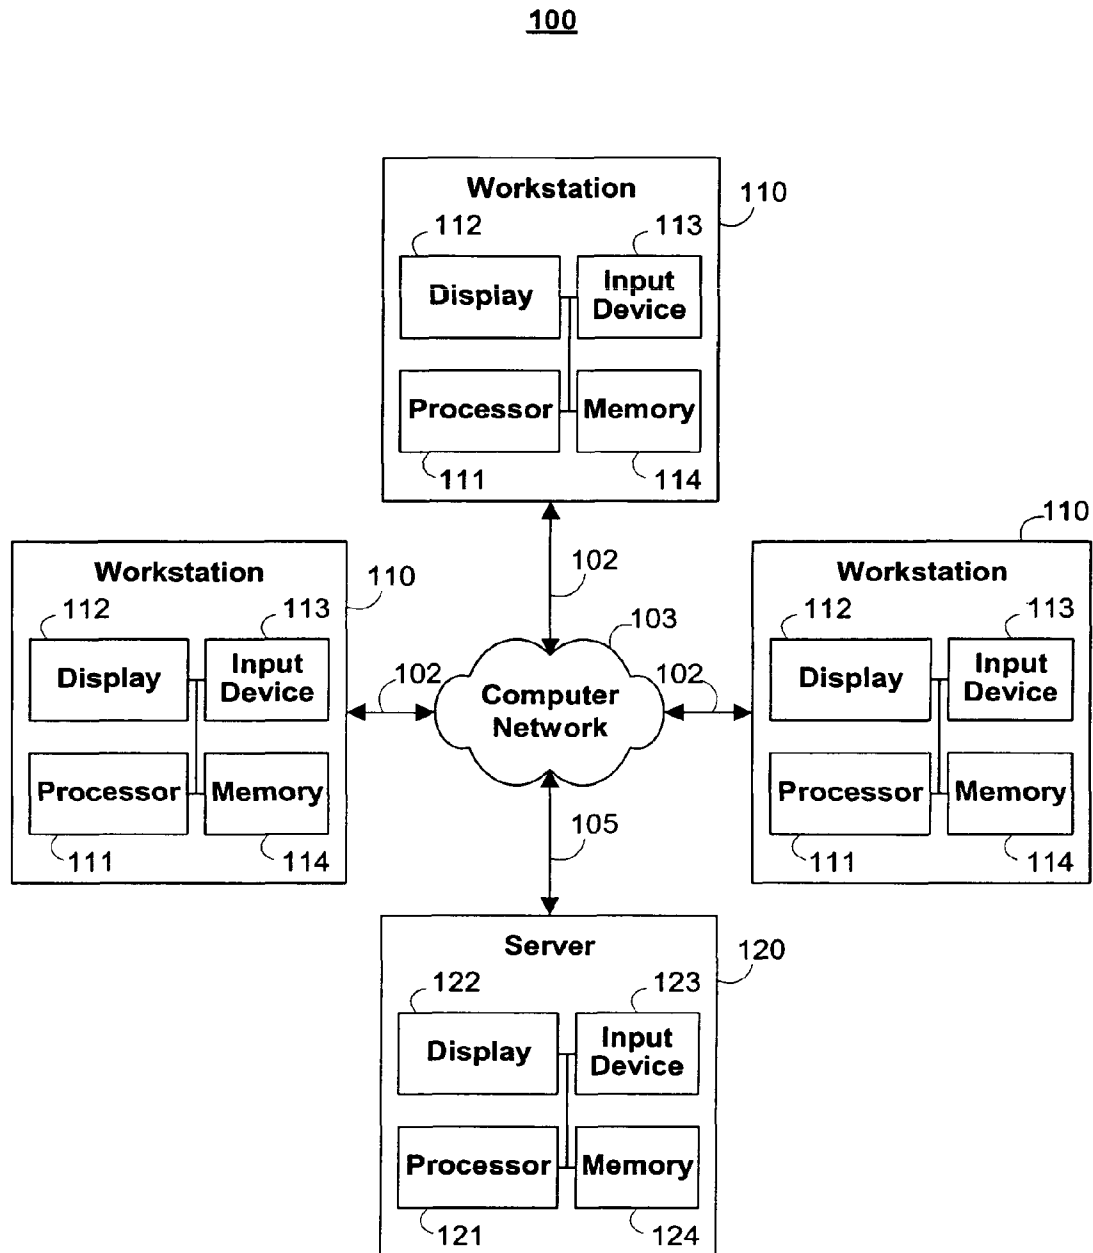 100
Workstation
110
112
113
Display
Input
Device
Processor
Memory
111
114
102
Workstation
110
112
113
Display
Input
Device
Processor
Memory
111
114
102
103
Computer
Network
102
110
Workstation
112
113
Display
Input
Device
Processor
Memory
111
114
105
Server
120
122
123
Display
Input
Device
Processor
Memory
121
124